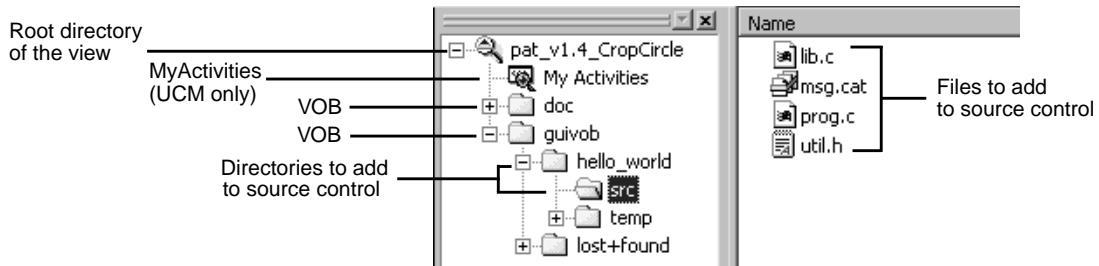 Root directory
of the view
MyActivities
(UCM only)
VOB
VOB
Directories to add
to source control
pat_v1.4_CropCircle
My Activities
doc
guivob
hello_world
src
temp
lost+found
Name
lib.c
msg.cat
prog.c
util.h
Files to add
to source control